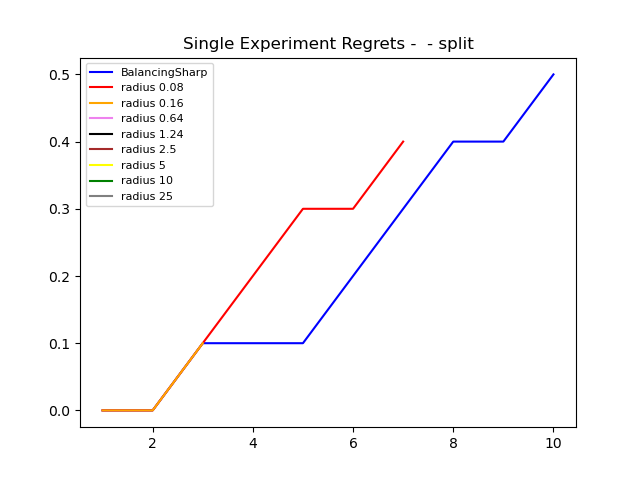 Single Experiment Regrets -  - split
BalancingSharp
radius 0.08
radius 0.16
radius 0.64
radius 1.24
radius 2.5
radius 5
radius 10
radius 25
0.5
0.4
0.3
0.2
0.1
0.0
2 4 6 8 10